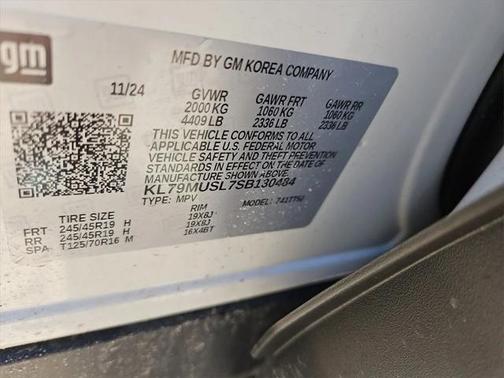 gm
MFD BY GM KOREA COMPANY
11/24 GVWR GAWR FRT GAWR RR
2000 KG 1060 KG 1060 KG
4409 LB 2336 LB 2336 LB
THIS VEHICLE CONFORMS TO ALL
APPLICABLE U.S. FEDERAL MOTOR
VEHICLE SAFETY AND THEFT PREVENTION
STANDARDS IN EFFECT ON THE DATE OF
MANUFACTURE SHOWN ABOVE.
KL79MUSL7SB130484
TYPE: MPV MODEL:
TIRE SIZE RIM
FRT 245/45R19 H 19X8J
RR 245/45R19 H 19X8J
SPA T125/70R16 M 16X4BT